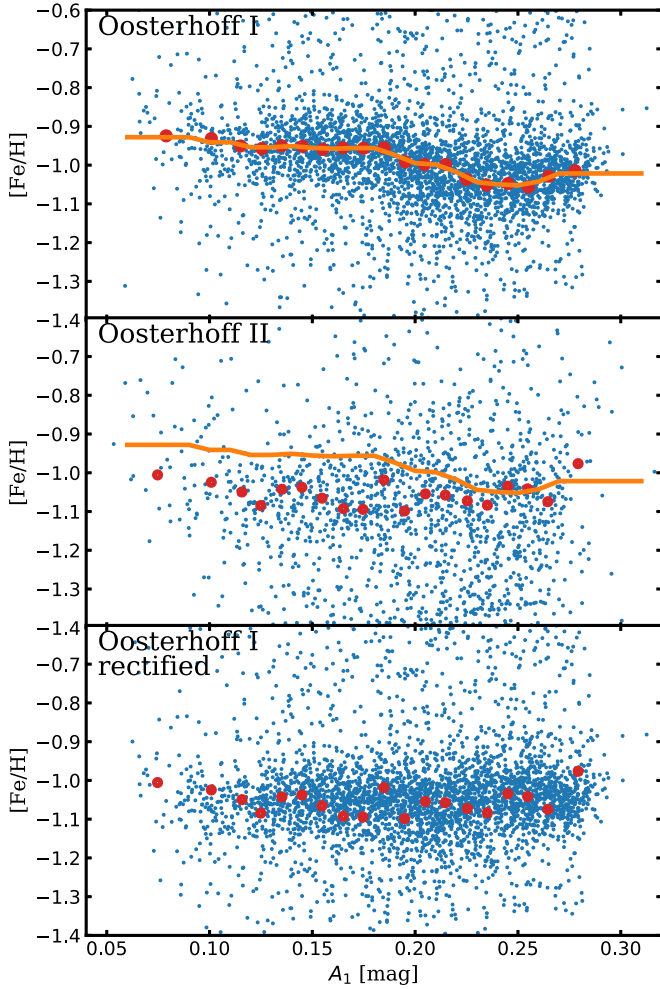 Oosterhoff I
−0.6
−0.7
−0.8
−0.9
−1.0
−1.1
−1.2
−1.3
[Fe/H]
Oosterhoff II
−1.4
−0.7
−0.8
−0.9
−1.0
−1.1
−1.2
−1.3
[Fe/H]
Oosterhoff I
rectified
−1.4
−0.7
−0.8
−0.9
−1.0
−1.1
−1.2
−1.3
−1.4
[Fe/H]
0.05 0.10 0.15 0.20 0.25 0.30
A₁ [mag]